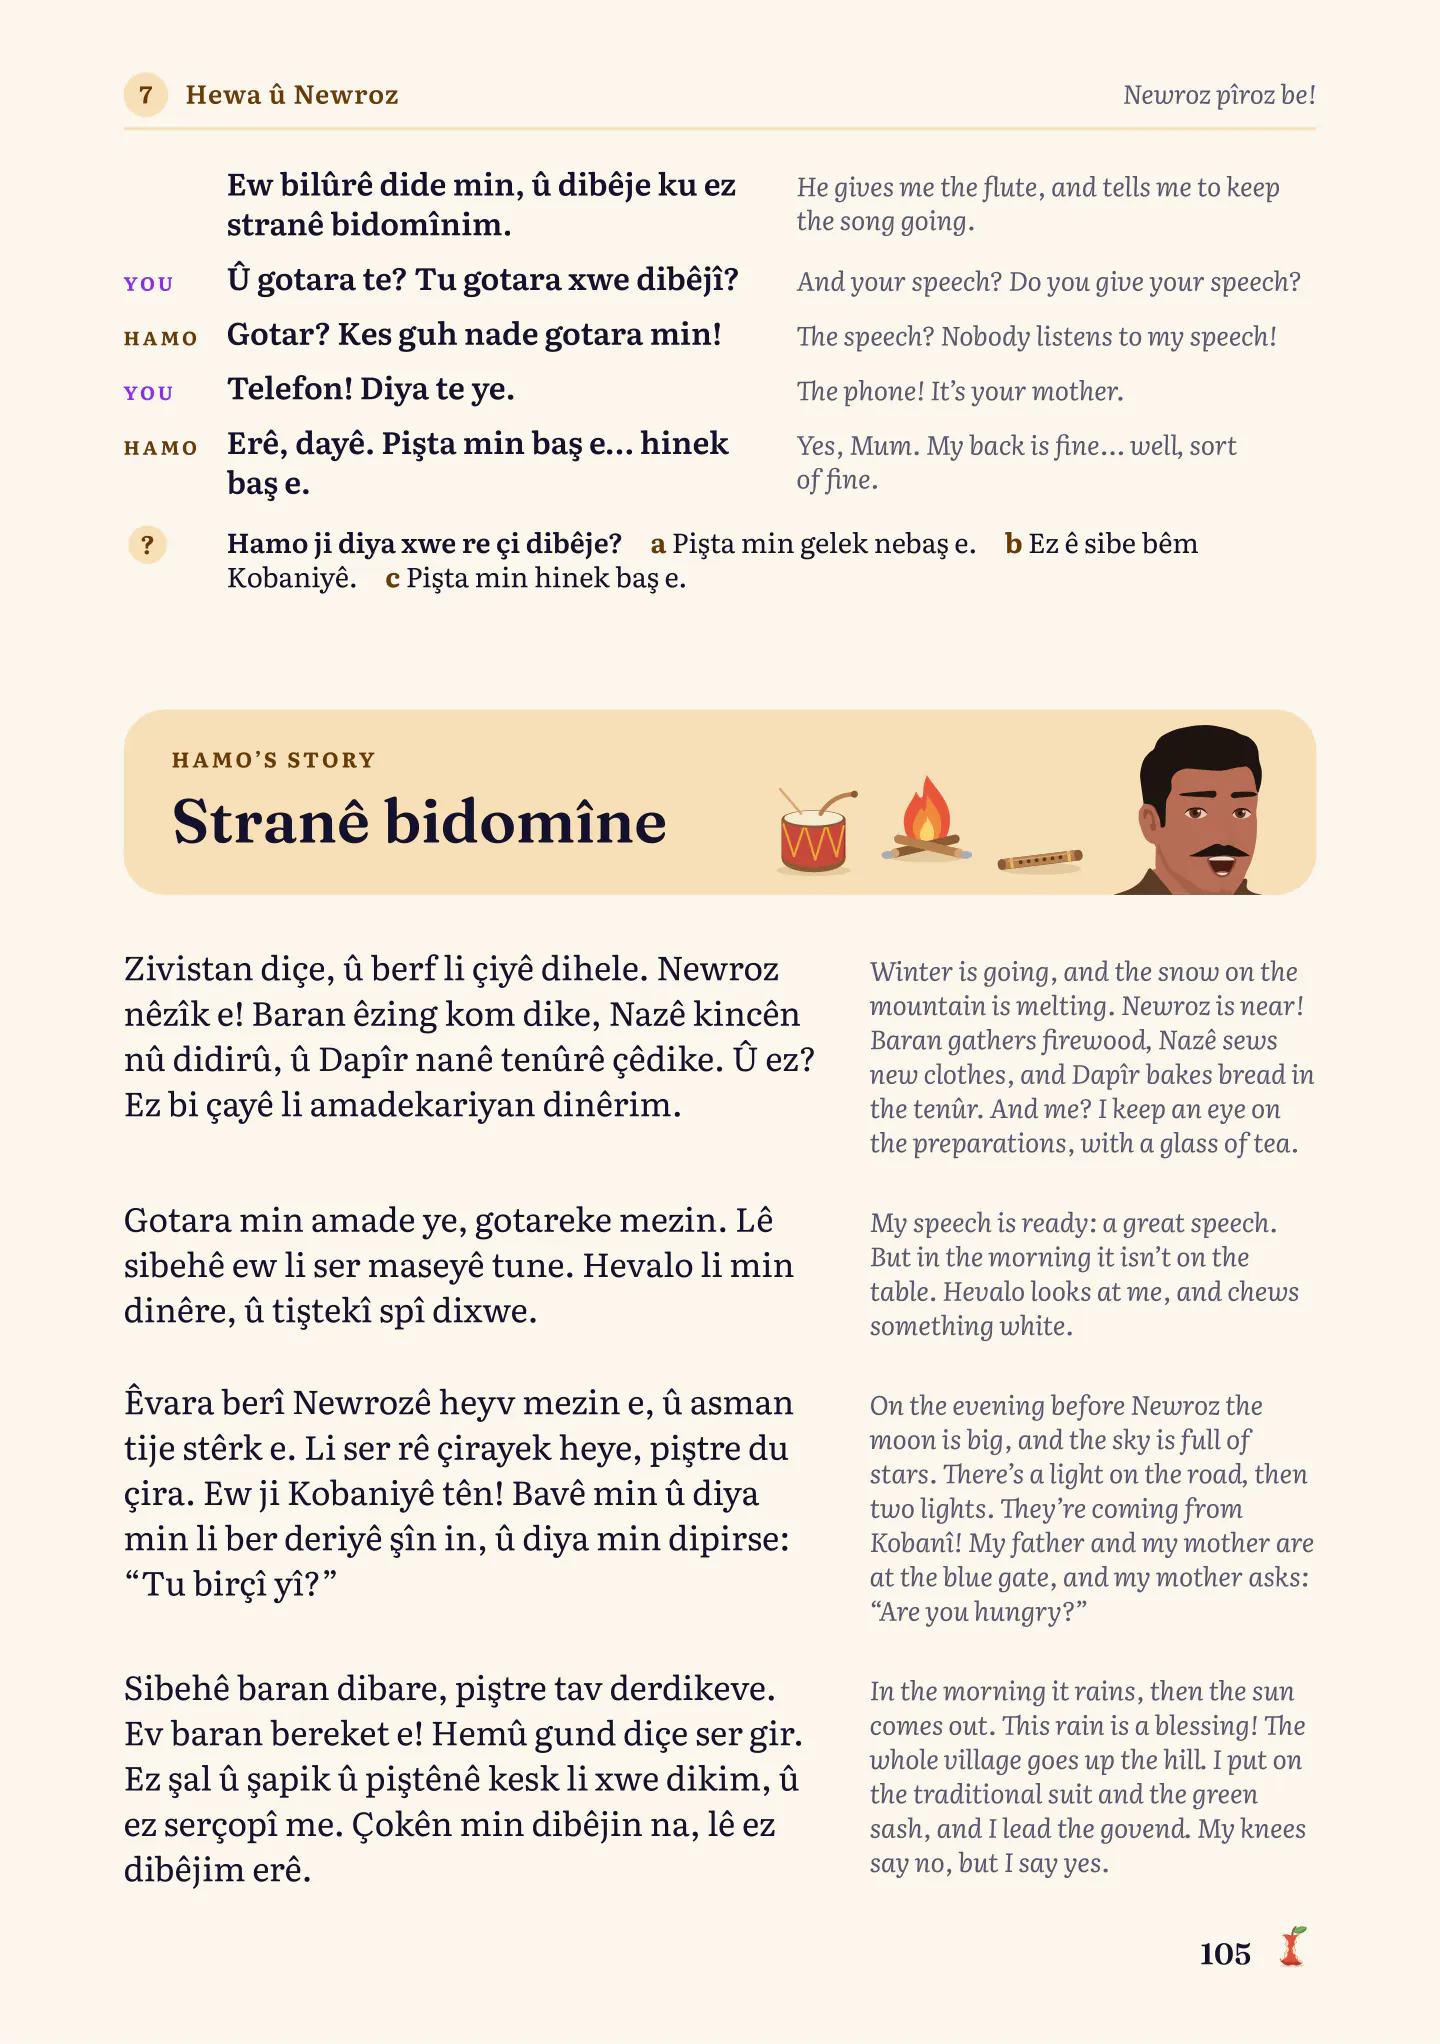 7 Hewa û Newroz
Newroz pîroz be!
Ew bilûrê dide min, û dibêje ku ez
stranê bidomînim.
He gives me the flute, and tells me to keep
the song going.
YOU Û gotara te? Tu gotara xwe dibêjî?
And your speech? Do you give your speech?
HAMO Gotar? Kes guh nade gotara min!
The speech? Nobody listens to my speech!
YOU Telefon! Diya te ye.
The phone! It’s your mother.
HAMO Erê, dayê. Pişta min baş e… hinek
baş e.
Yes, Mum. My back is fine… well, sort
of fine.
? Hamo ji diya xwe re çi dibêje? a Pişta min gelek nebaş e. b Ez ê sibe bêm
Kobaniyê. c Pişta min hinek baş e.
HAMO’S STORY
Stranê bidomîne
Zivistan diçe, û berf li çiyê dihele. Newroz
nêzîk e! Baran êzing kom dike, Nazê kincên
nû didirû, û Dapîr nanê tenûrê çêdike. Û ez?
Ez bi çayê li amadekariyan dinêrim.
Winter is going, and the snow on the
mountain is melting. Newroz is near!
Baran gathers firewood, Nazê sews
new clothes, and Dapîr bakes bread in
the tenûr. And me? I keep an eye on
the preparations, with a glass of tea.
Gotara min amade ye, gotareke mezin. Lê
sibehê ew li ser maseyê tune. Hevalo li min
dinêre, û tiştekî spî dixwe.
My speech is ready: a great speech.
But in the morning it isn’t on the
table. Hevalo looks at me, and chews
something white.
Êvara berî Newrozê heyv mezin e, û asman
tije stêrk e. Li ser rê çirayek heye, piştre du
çira. Ew ji Kobaniyê tên! Bavê min û diya
min li ber deriyê şîn in, û diya min dipirse:
“Tu birçî yî?”
On the evening before Newroz the
moon is big, and the sky is full of
stars. There’s a light on the road, then
two lights. They’re coming from
Kobanî! My father and my mother are
at the blue gate, and my mother asks:
“Are you hungry?”
Sibehê baran dibare, piştre tav derdikeve.
Ev baran bereket e! Hemû gund diçe ser gir.
Ez şal û şapik û piştênê kesk li xwe dikim, û
ez serçopî me. Çokên min dibêjin na, lê ez
dibêjim erê.
In the morning it rains, then the sun
comes out. This rain is a blessing! The
whole village goes up the hill. I put on
the traditional suit and the green
sash, and I lead the govend. My knees
say no, but I say yes.
105